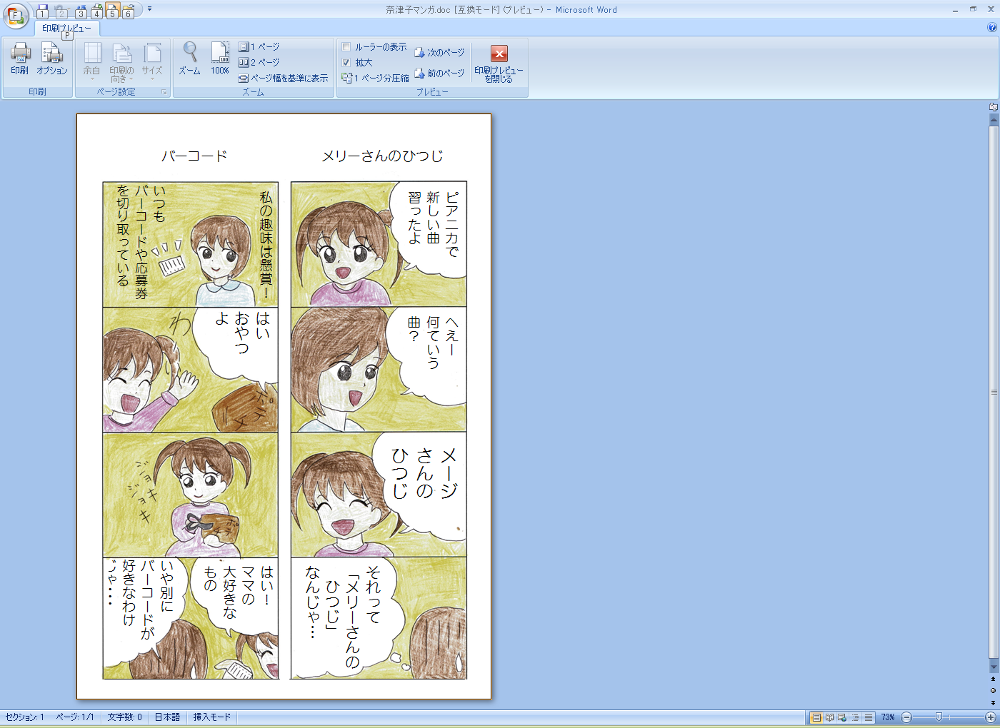 奈津子マンガ.doc [互換モード] (プレビュー) - Microsoft Word
F
1
2
3
4
5
6
印刷プレビュー
P
印刷
オプション
余白
印刷の
向き
サイズ
ズーム
100%
100
1 ページ
2 ページ
ページ幅を基準に表示
ルーラーの表示
拡大
1 ページ分圧縮
次のページ
前のページ
印刷プレビュー
を閉じる
印刷
ページ設定
ズーム
プレビュー
メリーさんのひつじ
ピアニカで
新しい曲
習ったよ
へえー
何ていう
曲?
メージ
さんの
ひつじ
それって
「メリーさんの
ひつじ」
なんじゃ…
バーコード
私の趣味は懸賞!
いつも
バーコードや応募券
を切り取っている
はい
おやつ
よ
わ
ポテチ
ジョキ
ジョキ
ポテチ
はい!
ママの
大好きな
もの
いや別に
バーコードが
好きなわけ
じゃ・・・
セクション: 1
ページ: 1/1
文字数: 0
日本語
挿入モード
73%